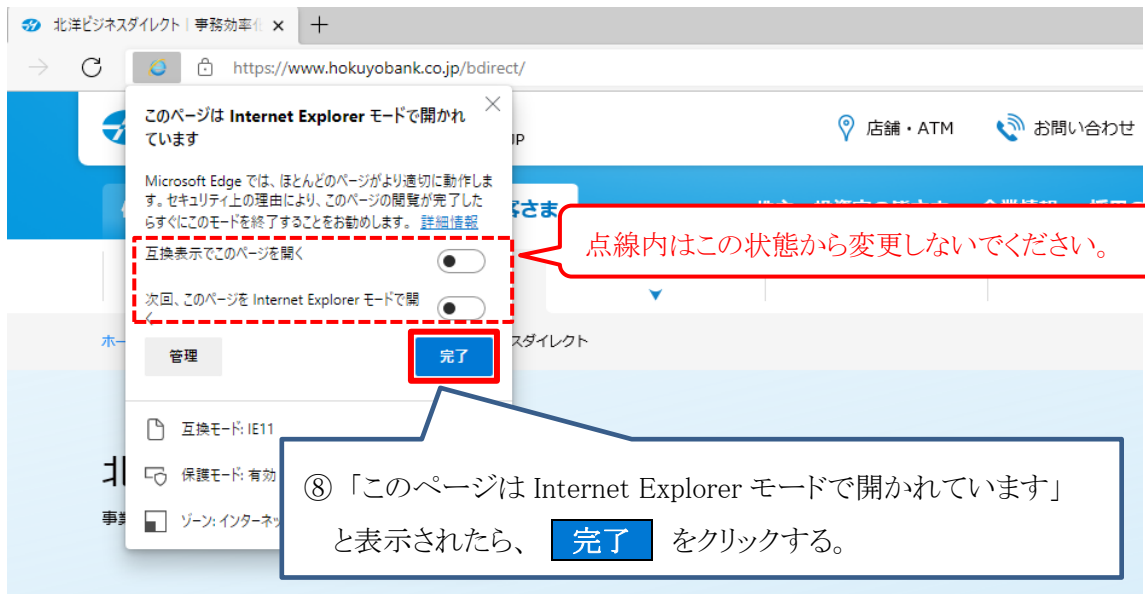 北洋ビジネスダイレクト｜事務効率化
https://www.hokuyobank.co.jp/bdirect/
このページは Internet Explorer モードで開かれ
ています
JP
店舗・ATM
お問い合わせ
Microsoft Edge では、ほとんどのページがより適切に動作しま
す。セキュリティ上の理由により、このページの閲覧が完了した
らすぐにこのモードを終了することをお勧めします。 詳細情報
客さま
点線内はこの状態から変更しないでください。
互換表示でこのページを開く
次回、このページを Internet Explorer モードで開
く
ホー
スダイレクト
管理
完了
互換モード: IE11
北
保護モード: 有効
事業
ゾーン: インターネッ
⑧「このページは Internet Explorer モードで開かれています」
と表示されたら、 完了 をクリックする。